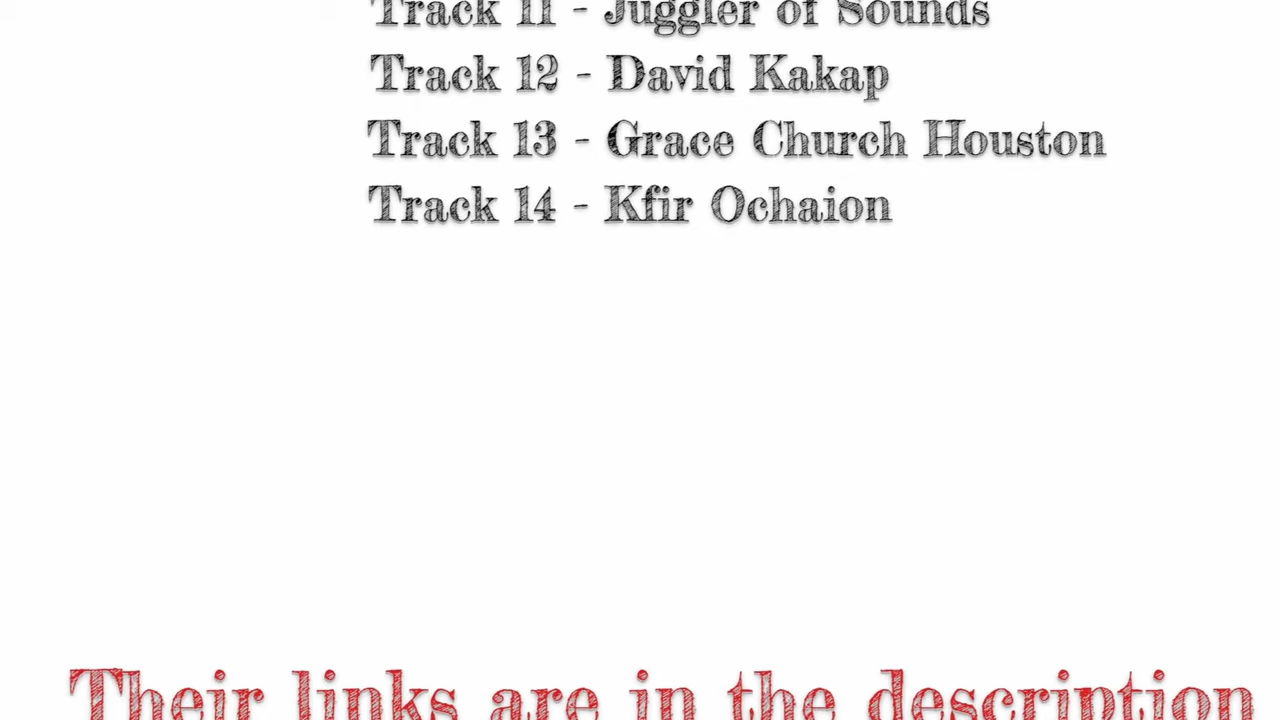 Track 11 - Juggler of Sounds
Track 12 - David Kakap
Track 13 - Grace Church Houston
Track 14 - Kfir Ochaion
Their links are in the description